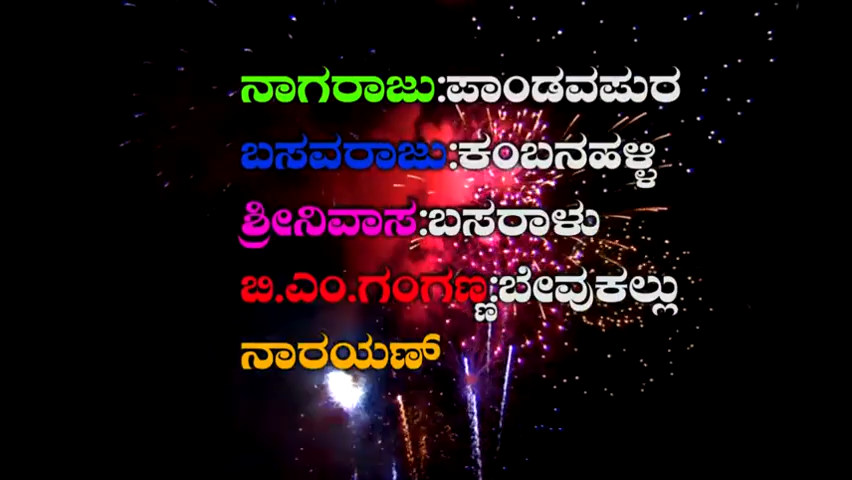 ನಾಗರಾಜು:ಪಾಂಡವಪುರ
ಬಸವರಾಜು:ಕಂಬನಹಳ್ಳಿ
ಶ್ರೀನಿವಾಸ:ಬಸರಾಳು
ಬಿ.ಎಂ.ಗಂಗಣ್ಣ:ಬೇವುಕಲ್ಲು
ನಾರಯಣ್